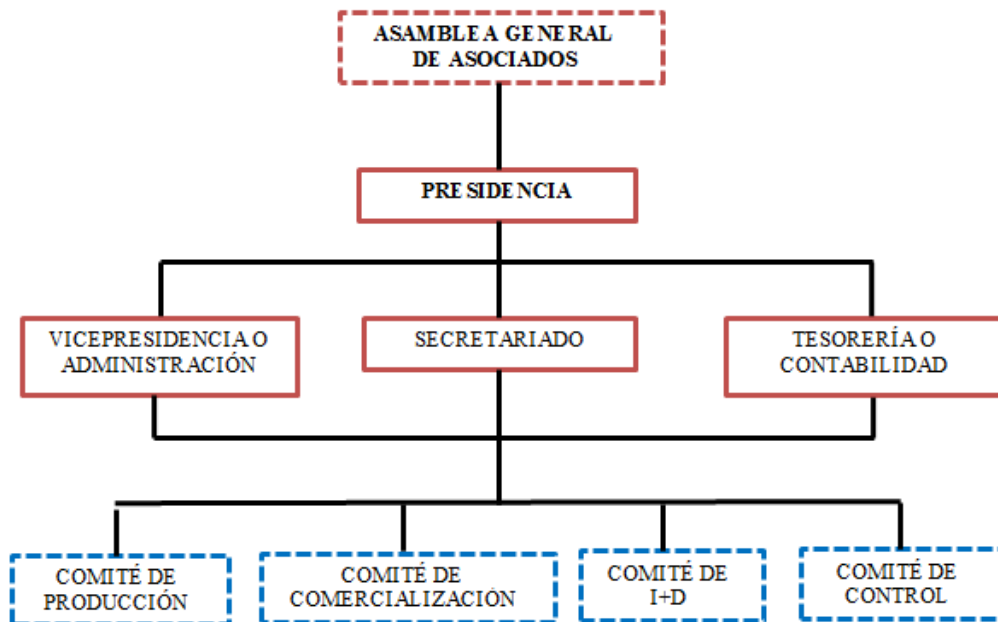 ASAMBLEA GENERAL
DE ASOCIADOS
PRESIDENCIA
VICEPRESIDENCIA O
ADMINISTRACIÓN
SECRETARIADO
TESORERÍA O
CONTABILIDAD
COMITÉ DE
PRODUCCIÓN
COMITÉ DE
COMERCIALIZACIÓN
COMITÉ DE
I+D
COMITÉ DE
CONTROL